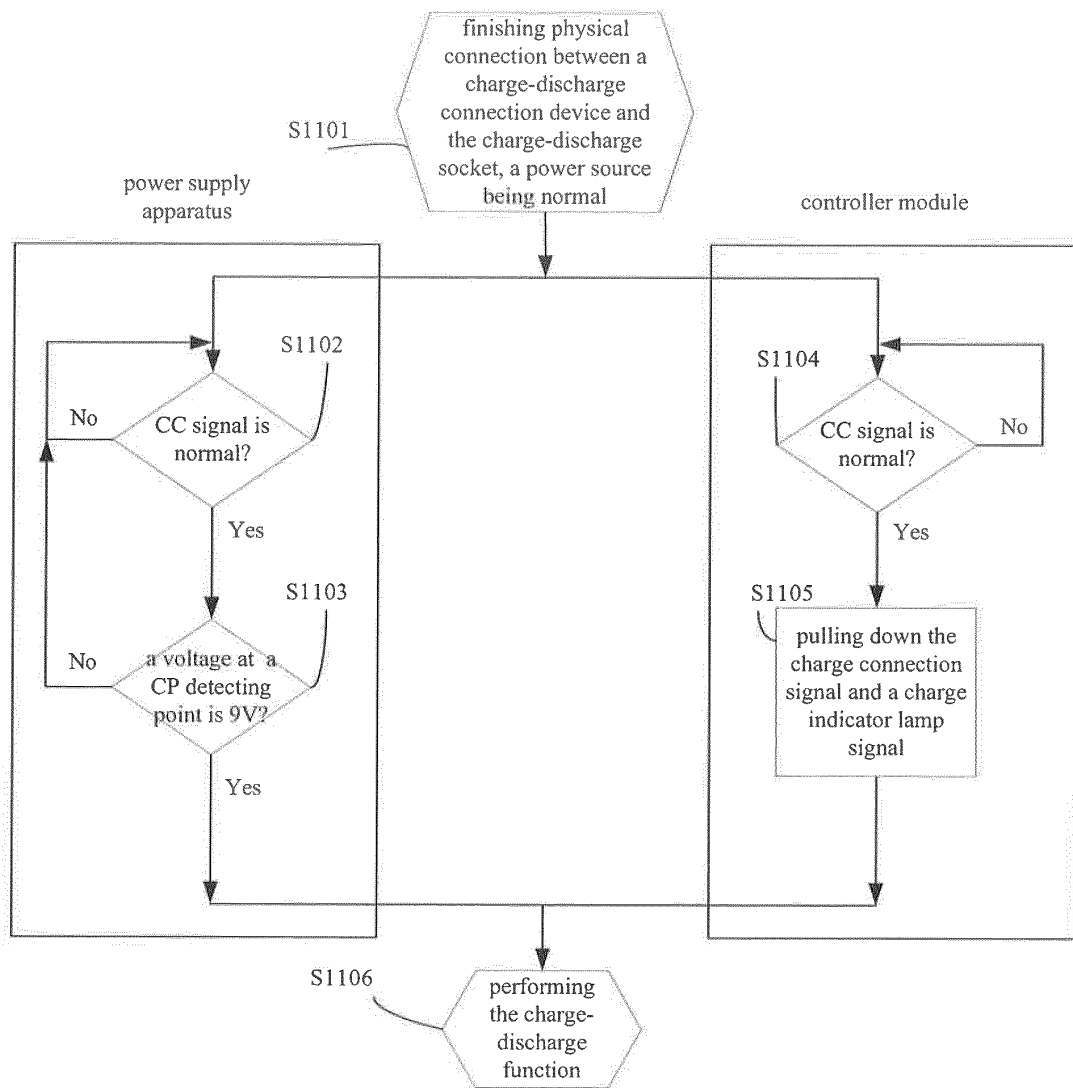 finishing physical
connection between a
charge-discharge
connection device and
the charge-discharge
socket, a power source
being normal
S1101
power supply
apparatus
controller module
S1102
S1104
No
CC signal is
normal?
CC signal is
normal?
No
Yes
Yes
S1103
S1105
No
a voltage at a
CP detecting
point is 9V?
pulling down the
charge connection
signal and a charge
indicator lamp
signal
Yes
S1106
performing
the charge-
discharge
function